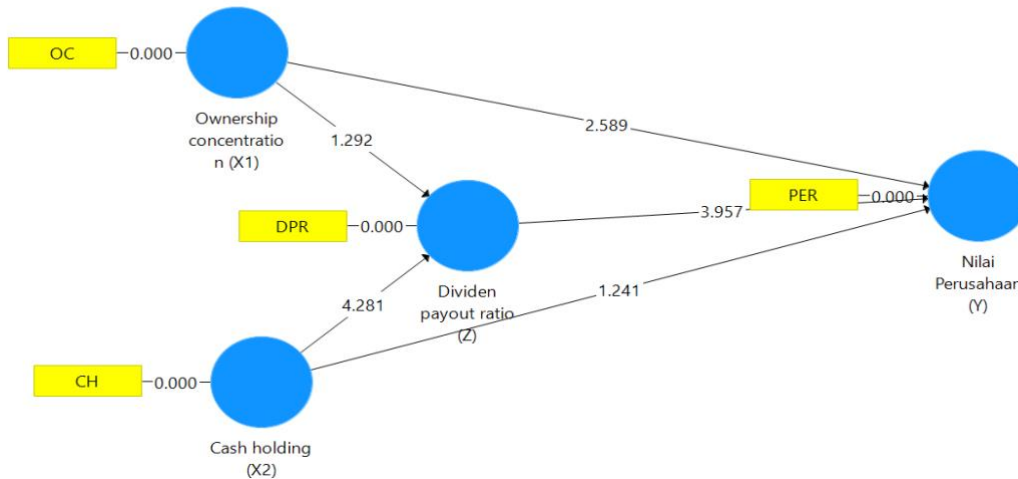 OC
0.000
Ownership
concentratio
n (X1)
2.589
1.292
PER
0.000
3.957
DPR
0.000
Nilai
Perusahaan
(Y)
Dividen
payout ratio
(Z)
1.241
4.281
CH
0.000
Cash holding
(X2)